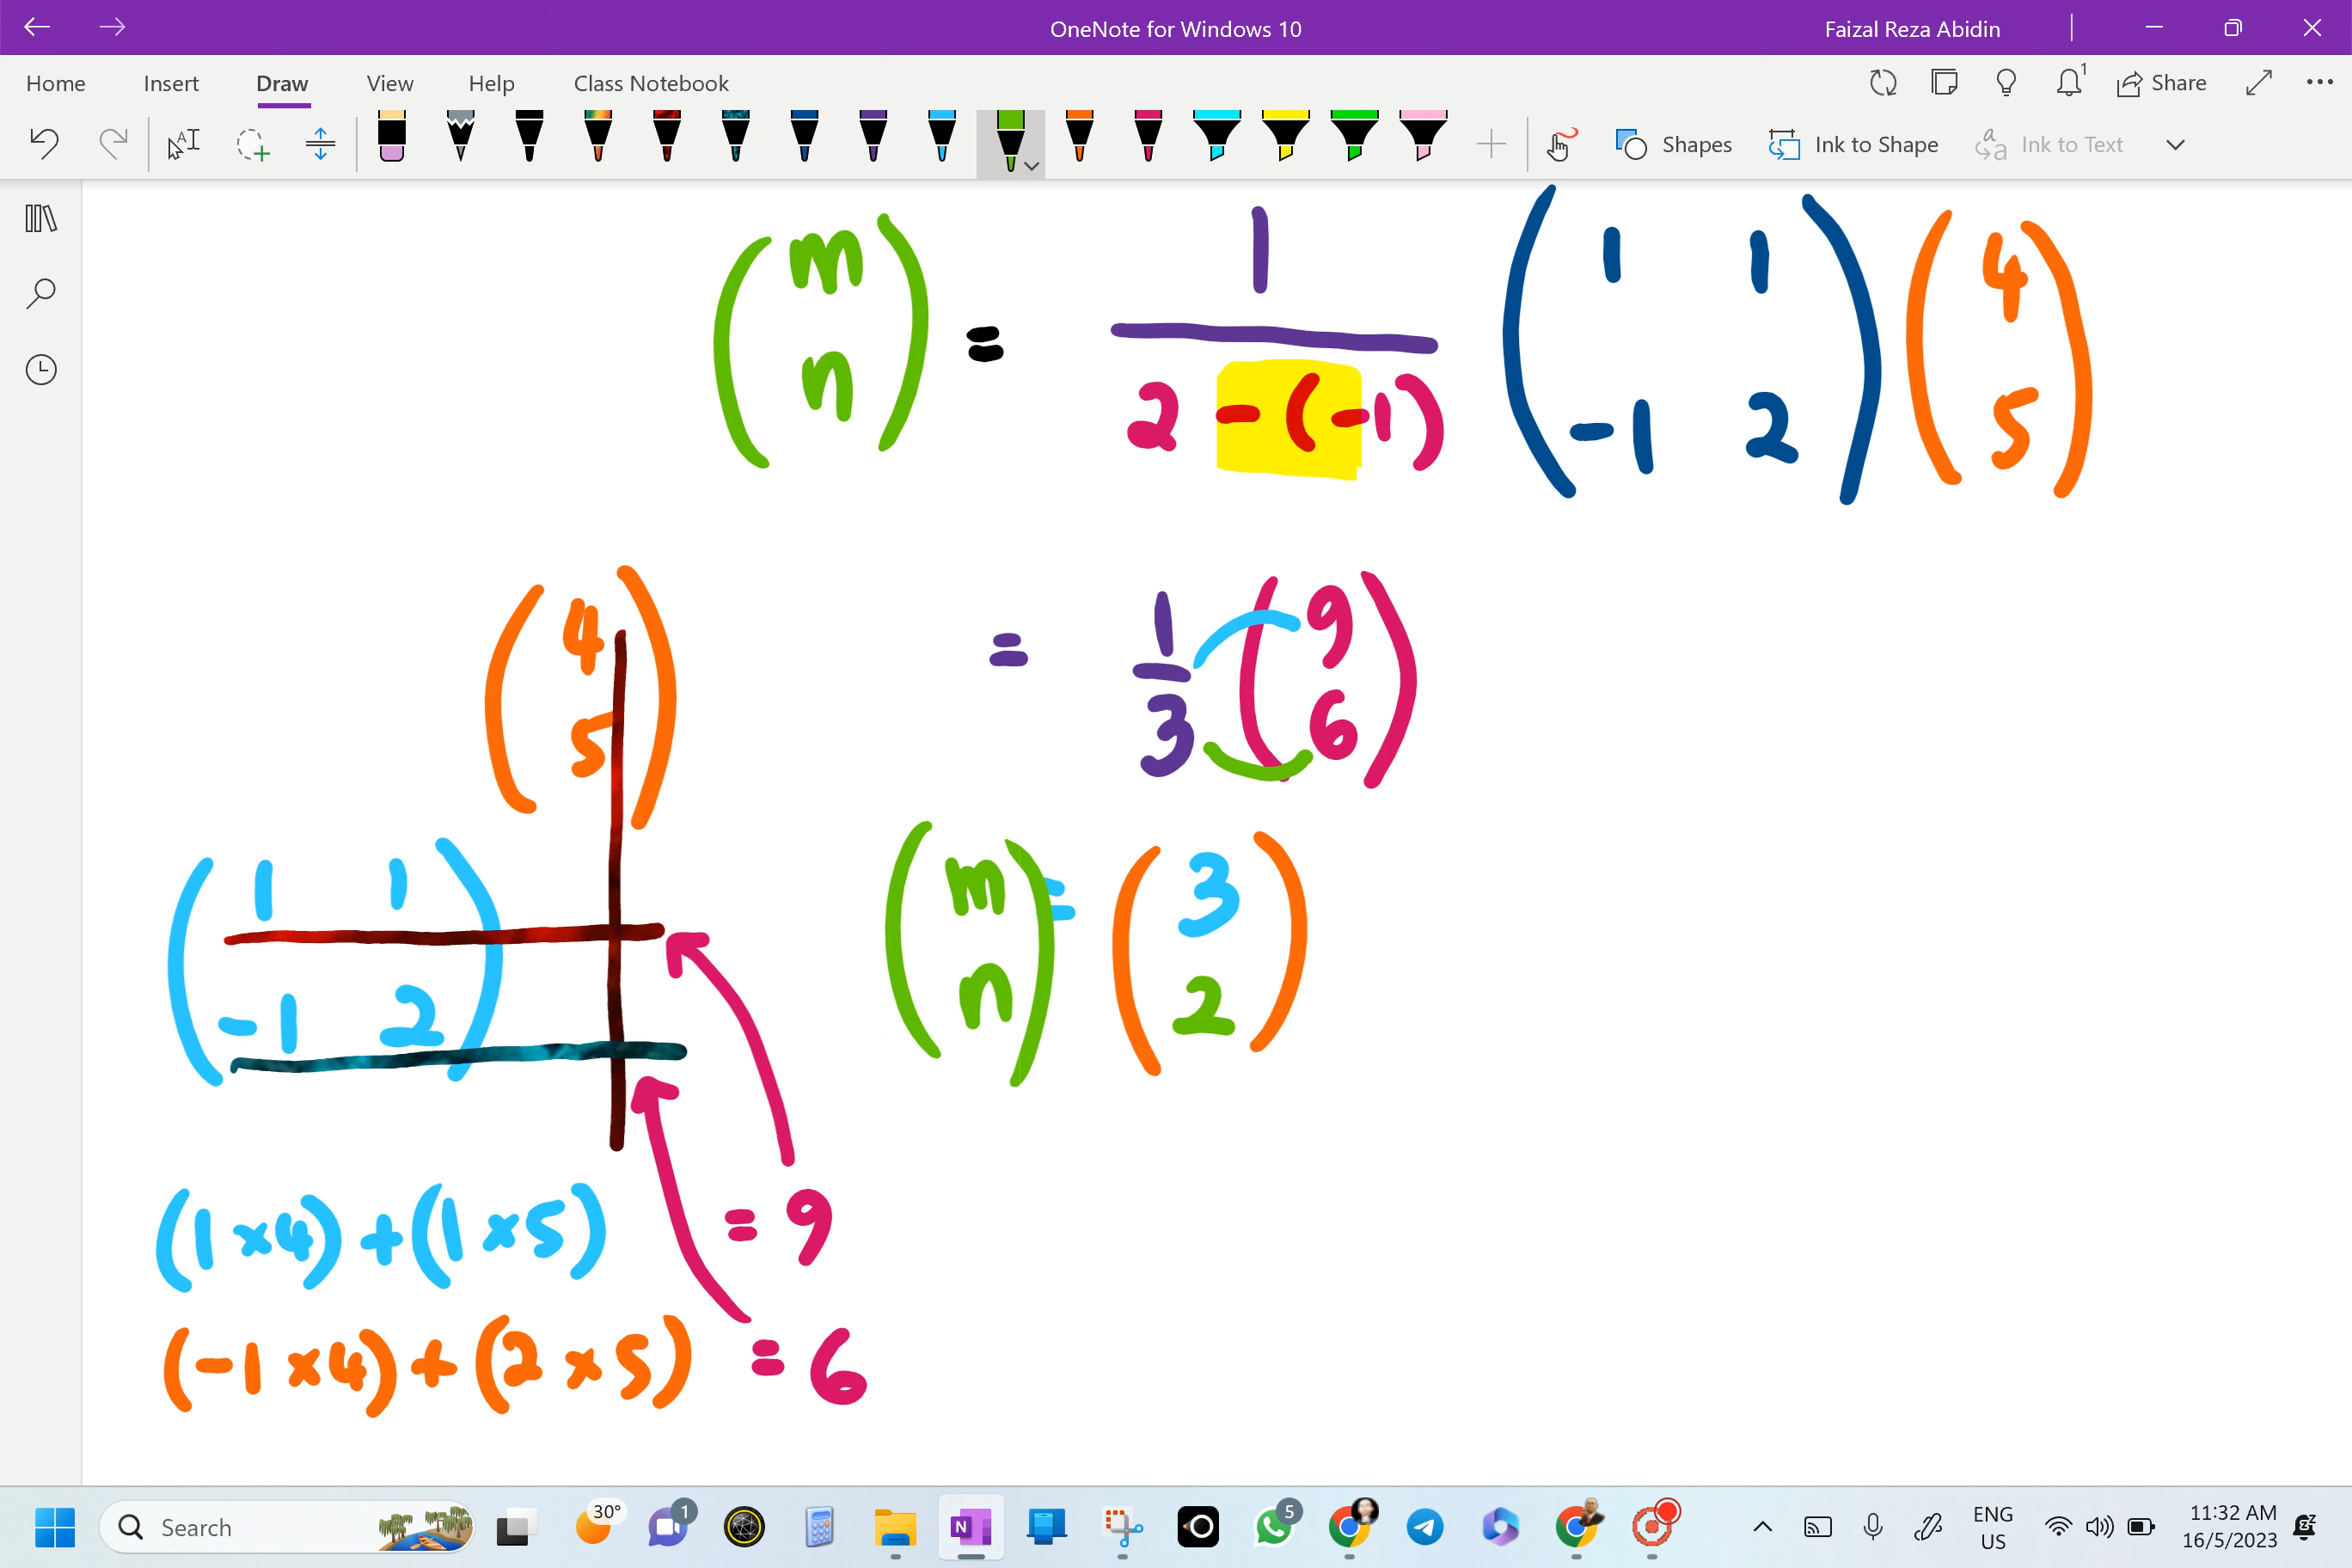 OneNote for Windows 10 Faizal Reza Abidin
Home Insert Draw View Help Class Notebook 1 Share
Shapes Ink to Shape Ink to Text
( m n ) = 1 / 2 - (-1) ( 1 1 -1 2 ) ( 4 5 )
( 4 5 )
= 1/3 ( 9 6 )
( 1 1 -1 2 )
( m n ) = ( 3 2 )
(1 × 4) + (1 × 5) = 9
(-1 × 4) + (2 × 5) = 6
Search 30° 1 N 5 ENG 11:32 AM
US 16/5/2023